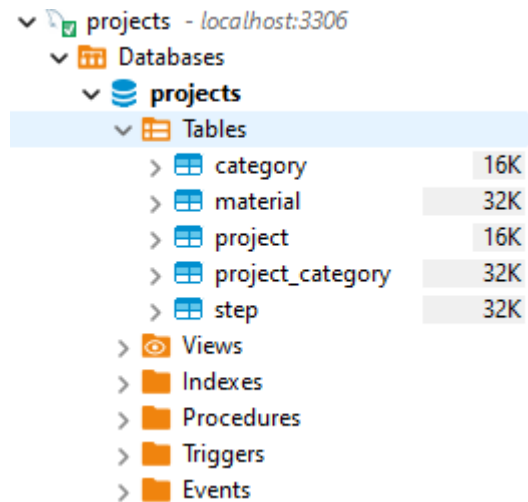 projects - localhost:3306
Databases
projects
Tables
category 16K
material 32K
project 16K
project_category 32K
step 32K
Views
Indexes
Procedures
Triggers
Events